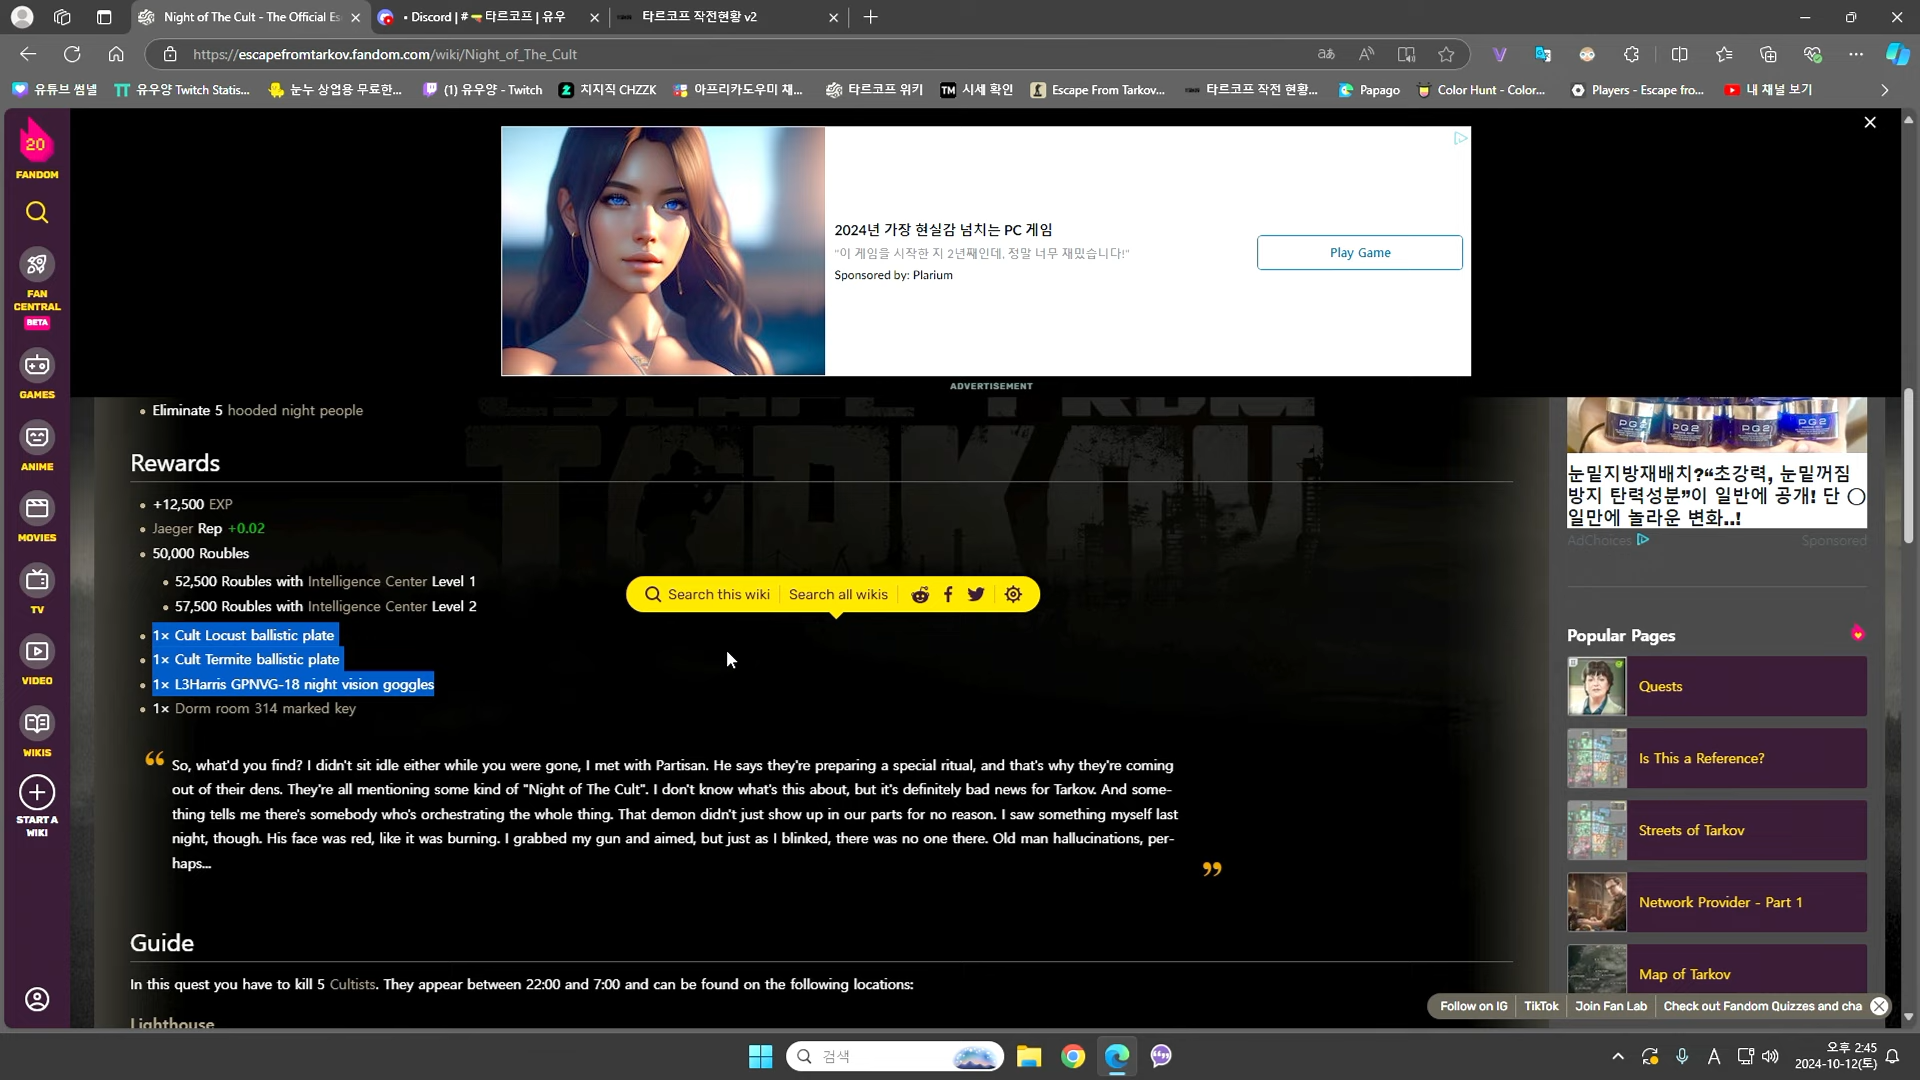 Night of The Cult - The Official Es
• Discord | # 타르코프 | 유우
타르코프 작전현황 v2
https://escapefromtarkov.fandom.com/wiki/Night_of_The_Cult
유튜브 썸넬
유우양 Twitch Statis...
눈누 상업용 무료한...
(1) 유우양 - Twitch
치지직 CHZZK
아프리카도우미 재...
타르코프 위키
TM 시세 확인
Escape From Tarkov...
타르코프 작전 현황...
Papago
Color Hunt - Color...
Players - Escape fro...
내 채널 보기
20
FANDOM
FAN
CENTRAL
BETA
GAMES
ANIME
MOVIES
TV
VIDEO
WIKIS
START A
WIKI
2024년 가장 현실감 넘치는 PC 게임
"이 게임을 시작한 지 2년째인데, 정말 너무 재밌습니다!"
Sponsored by: Plarium
Play Game
ADVERTISEMENT
Eliminate 5 hooded night people
Rewards
+12,500 EXP
Jaeger Rep +0.02
50,000 Roubles
52,500 Roubles with Intelligence Center Level 1
57,500 Roubles with Intelligence Center Level 2
Search this wiki
Search all wikis
1× Cult Locust ballistic plate
1× Cult Termite ballistic plate
1× L3Harris GPNVG-18 night vision goggles
1× Dorm room 314 marked key
“ So, what'd you find? I didn't sit idle either while you were gone, I met with Partisan. He says they're preparing a special ritual, and that's why they're coming
out of their dens. They're all mentioning some kind of "Night of The Cult". I don't know what's this about, but it's definitely bad news for Tarkov. And some-
thing tells me there's somebody who's orchestrating the whole thing. That demon didn't just show up in our parts for no reason. I saw something myself last
night, though. His face was red, like it was burning. I grabbed my gun and aimed, but just as I blinked, there was no one there. Old man hallucinations, per-
haps... ”
Guide
In this quest you have to kill 5 Cultists. They appear between 22:00 and 7:00 and can be found on the following locations:
Lighthouse
ESCAPE FROM
TARKOV
PG2 PG2 PG2 PG2
눈밑지방재배치?“초강력, 눈밑꺼짐
방지 탄력성분”이 일반에 공개! 단 ○
일만에 놀라운 변화..!
AdChoices
Sponsored
Popular Pages
Quests
Is This a Reference?
Streets of Tarkov
Network Provider - Part 1
Map of Tarkov
Follow on IG
TikTok
Join Fan Lab
Check out Fandom Quizzes and cha
검색
A
오후 2:45
2024-10-12(토)